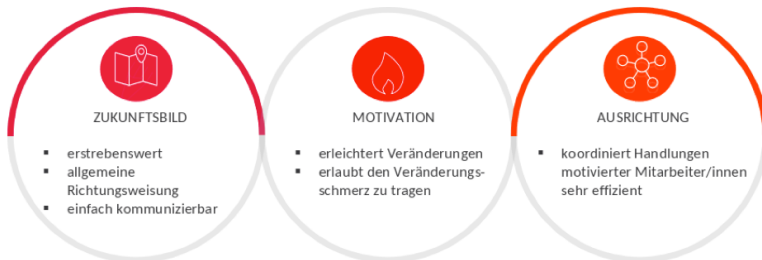 ZUKUNFTSBILD
▪ erstrebenswert
▪ allgemeine
Richtungsweisung
▪ einfach kommunizierbar
MOTIVATION
▪ erleichtert Veränderungen
▪ erlaubt den Veränderungs-
schmerz zu tragen
AUSRICHTUNG
▪ koordiniert Handlungen
motivierter Mitarbeiter/innen
sehr effizient